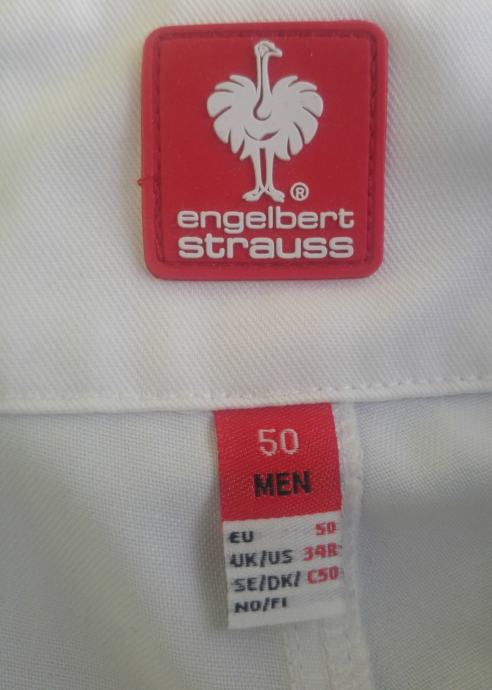 ®
engelbert
strauss
50
MEN
EU 50
UK/US 34R
SE/DK/ C50
NO/FI